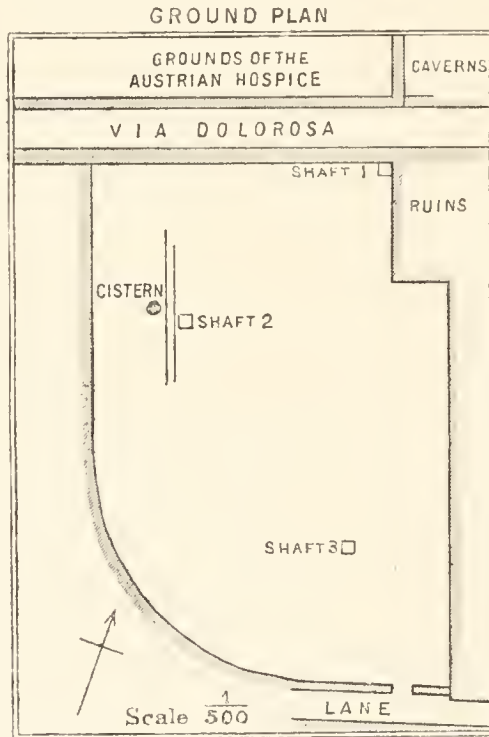 GROUND PLAN
GROUNDS OF THE
AUSTRIAN HOSPICE
CAVERNS
VIA DOLOROSA
SHAFT 1
RUINS
CISTERN
SHAFT 2
SHAFT 3
Scale 1/500
LANE